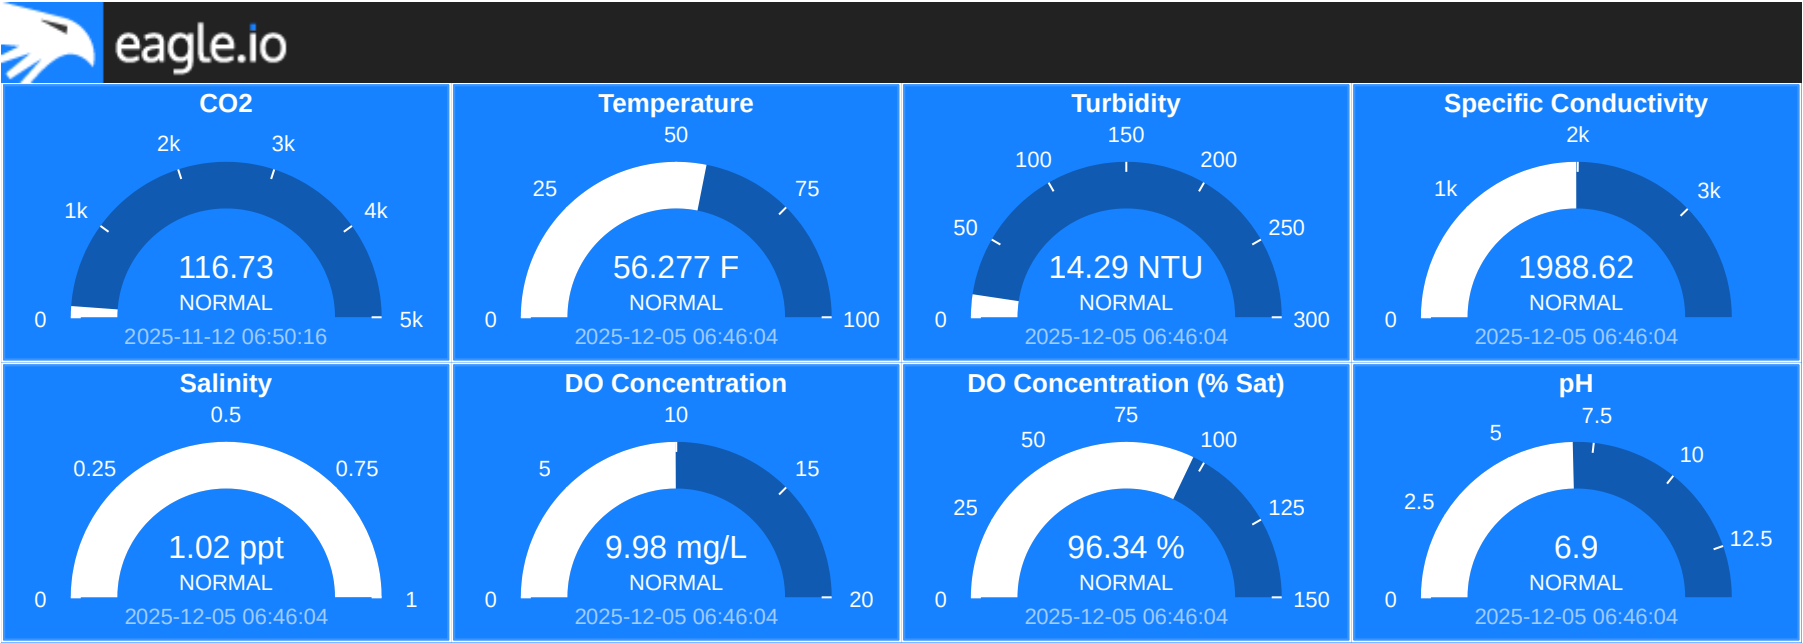 eagle.io
CO2
0
1k
2k
3k
4k
5k
116.73
NORMAL
2025-11-12 06:50:16
Temperature
0
25
50
75
100
56.277 F
NORMAL
2025-12-05 06:46:04
Turbidity
0
50
100
150
200
250
300
14.29 NTU
NORMAL
2025-12-05 06:46:04
Specific Conductivity
0
1k
2k
3k
1988.62
NORMAL
2025-12-05 06:46:04
Salinity
0
0.25
0.5
0.75
1
1.02 ppt
NORMAL
2025-12-05 06:46:04
DO Concentration
0
5
10
15
20
9.98 mg/L
NORMAL
2025-12-05 06:46:04
DO Concentration (% Sat)
0
25
50
75
100
125
150
96.34 %
NORMAL
2025-12-05 06:46:04
pH
0
2.5
5
7.5
10
12.5
6.9
NORMAL
2025-12-05 06:46:04